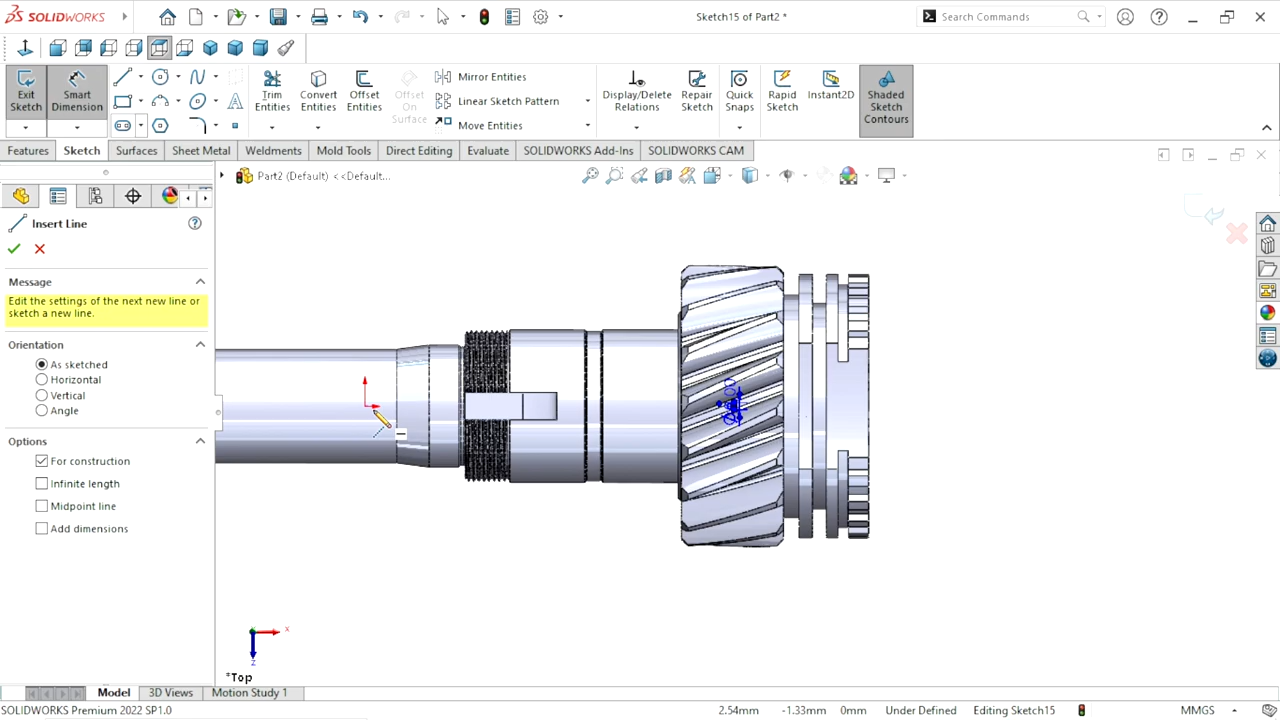 SOLIDWORKS
Sketch15 of Part2 *
Search Commands
Exit Sketch
Smart Dimension
Trim Entities
Convert Entities
Offset Entities
Offset On Surface
Mirror Entities
Linear Sketch Pattern
Move Entities
Display/Delete Relations
Repair Sketch
Quick Snaps
Rapid Sketch
Instant2D
Shaded Sketch Contours
Features
Sketch
Surfaces
Sheet Metal
Weldments
Mold Tools
Direct Editing
Evaluate
SOLIDWORKS Add-Ins
SOLIDWORKS CAM
Part2 (Default) <<Default...
Insert Line
Message
Edit the settings of the next new line or
sketch a new line.
Orientation
As sketched
Horizontal
Vertical
Angle
Options
For construction
Infinite length
Midpoint line
Add dimensions
x
z
*Top
Model
3D Views
Motion Study 1
SOLIDWORKS Premium 2022 SP1.0
2.54mm
-1.33mm
0mm
Under Defined
Editing Sketch15
MMGS